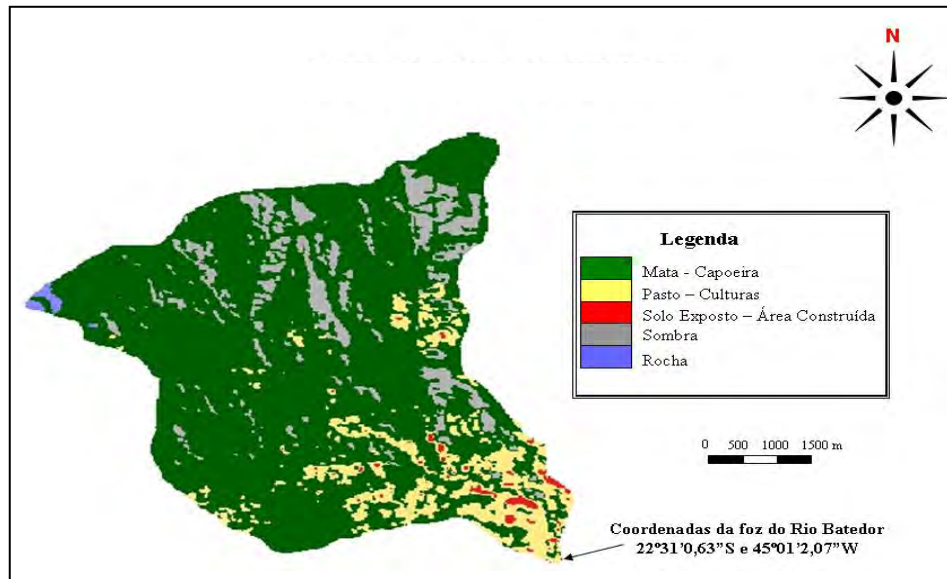 N
Legenda
Mata - Capoeira
Pasto – Culturas
Solo Exposto – Área Construída
Sombra
Rocha
0 500 1000 1500 m
Coordenadas da foz do Rio Batedor
22º31’0,63”S e 45º01’2,07”W